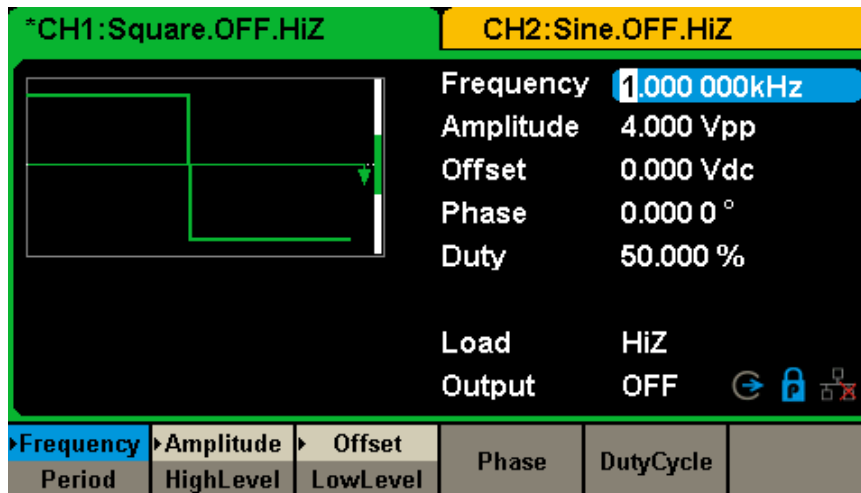 *CH1:Square.OFF.HiZ
CH2:Sine.OFF.HiZ
Frequency 1.000 000kHz
Amplitude 4.000 Vpp
Offset 0.000 Vdc
Phase 0.000 0 °
Duty 50.000 %
Load HiZ
Output OFF
P
Frequency Amplitude Offset
Phase DutyCycle
Period HighLevel LowLevel